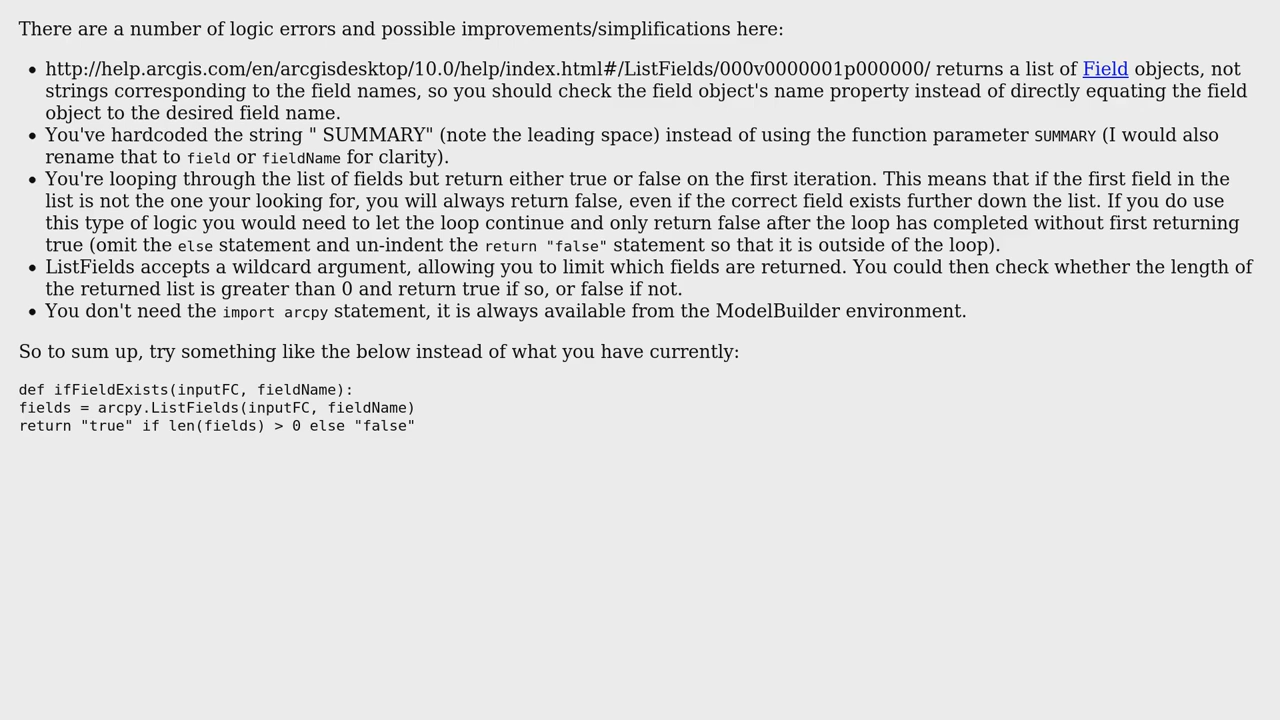 There are a number of logic errors and possible improvements/simplifications here:
• http://help.arcgis.com/en/arcgisdesktop/10.0/help/index.html#/ListFields/000v0000001p000000/ returns a list of Field objects, not
strings corresponding to the field names, so you should check the field object's name property instead of directly equating the field
object to the desired field name.
• You've hardcoded the string " SUMMARY" (note the leading space) instead of using the function parameter SUMMARY (I would also
rename that to field or fieldName for clarity).
• You're looping through the list of fields but return either true or false on the first iteration. This means that if the first field in the
list is not the one your looking for, you will always return false, even if the correct field exists further down the list. If you do use
this type of logic you would need to let the loop continue and only return false after the loop has completed without first returning
true (omit the else statement and un-indent the return "false" statement so that it is outside of the loop).
• ListFields accepts a wildcard argument, allowing you to limit which fields are returned. You could then check whether the length of
the returned list is greater than 0 and return true if so, or false if not.
• You don't need the import arcpy statement, it is always available from the ModelBuilder environment.
So to sum up, try something like the below instead of what you have currently:
def ifFieldExists(inputFC, fieldName):
fields = arcpy.ListFields(inputFC, fieldName)
return "true" if len(fields) > 0 else "false"